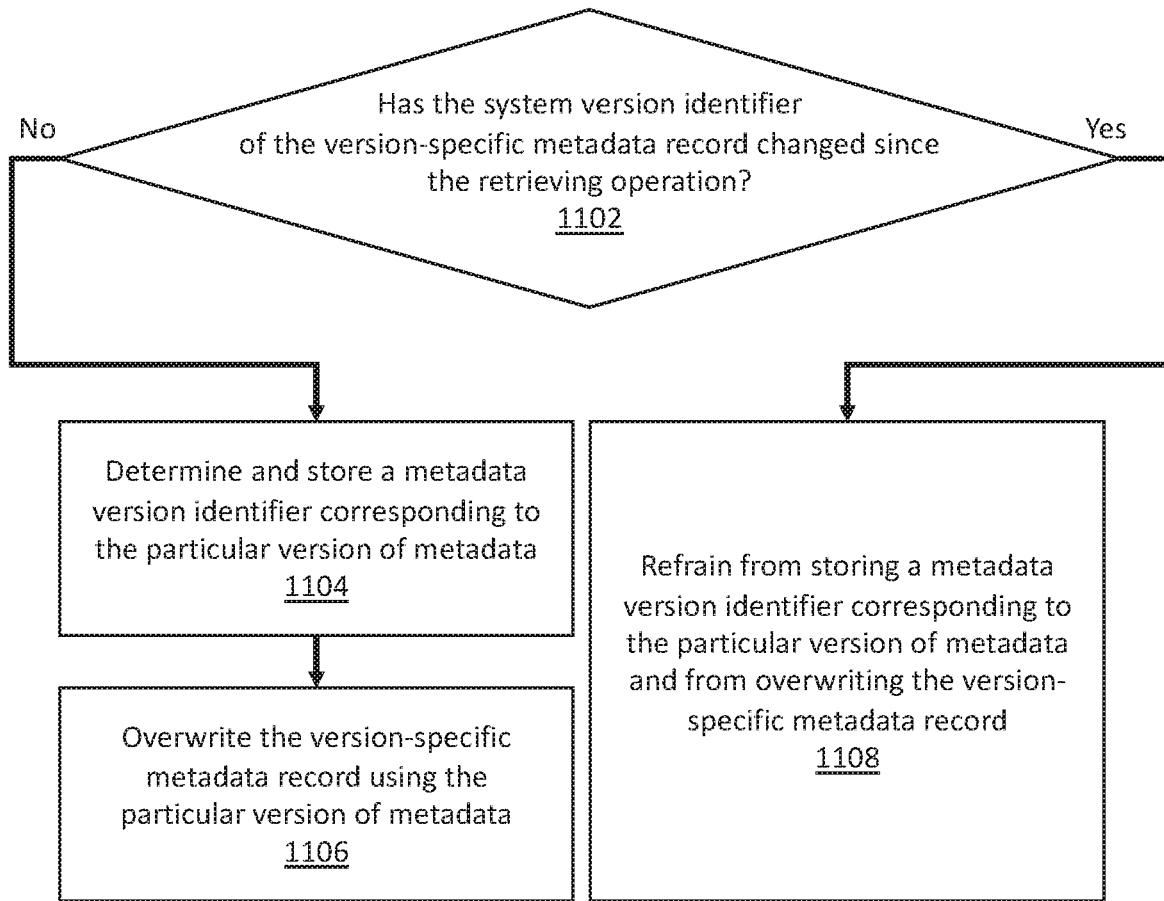 Has the system version identifier
of the version-specific metadata record changed since
the retrieving operation?
1102
No
Yes
Determine and store a metadata
version identifier corresponding to
the particular version of metadata
1104
Overwrite the version-specific
metadata record using the
particular version of metadata
1106
Refrain from storing a metadata
version identifier corresponding to
the particular version of metadata
and from overwriting the version-
specific metadata record
1108